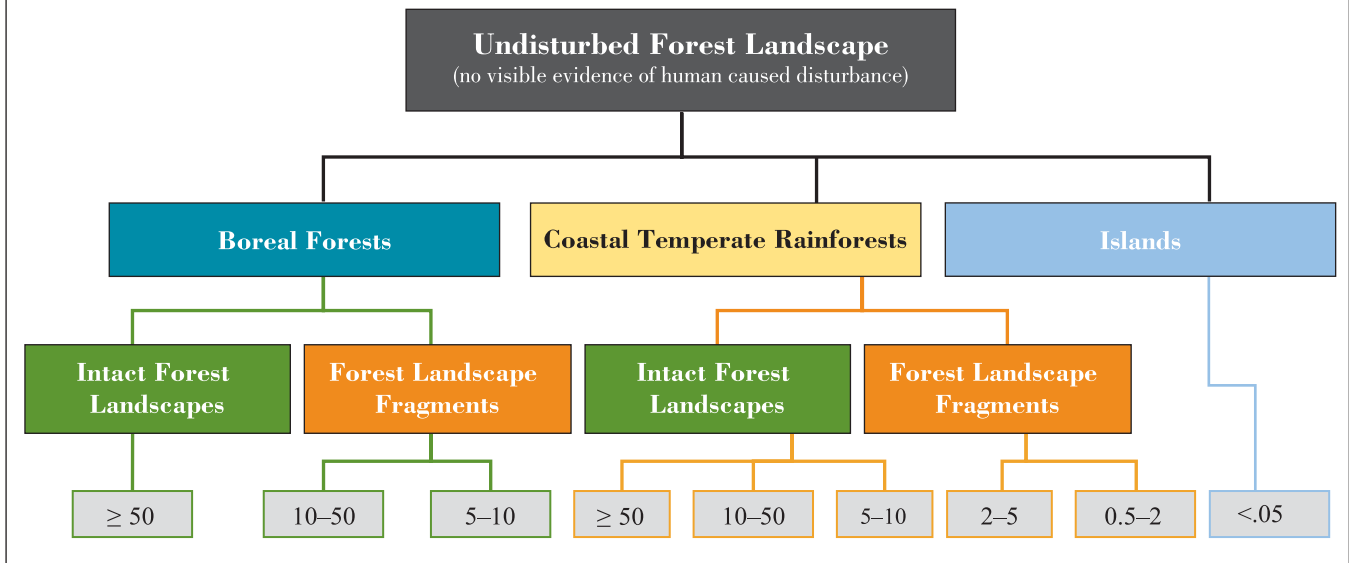 Undisturbed Forest Landscape
(no visible evidence of human caused disturbance)
Boreal Forests
Coastal Temperate Rainforests
Islands
Intact Forest
Landscapes
Forest Landscape
Fragments
Intact Forest
Landscapes
Forest Landscape
Fragments
≥ 50
10–50
5–10
≥ 50
10–50
5–10
2–5
0.5–2
<.05